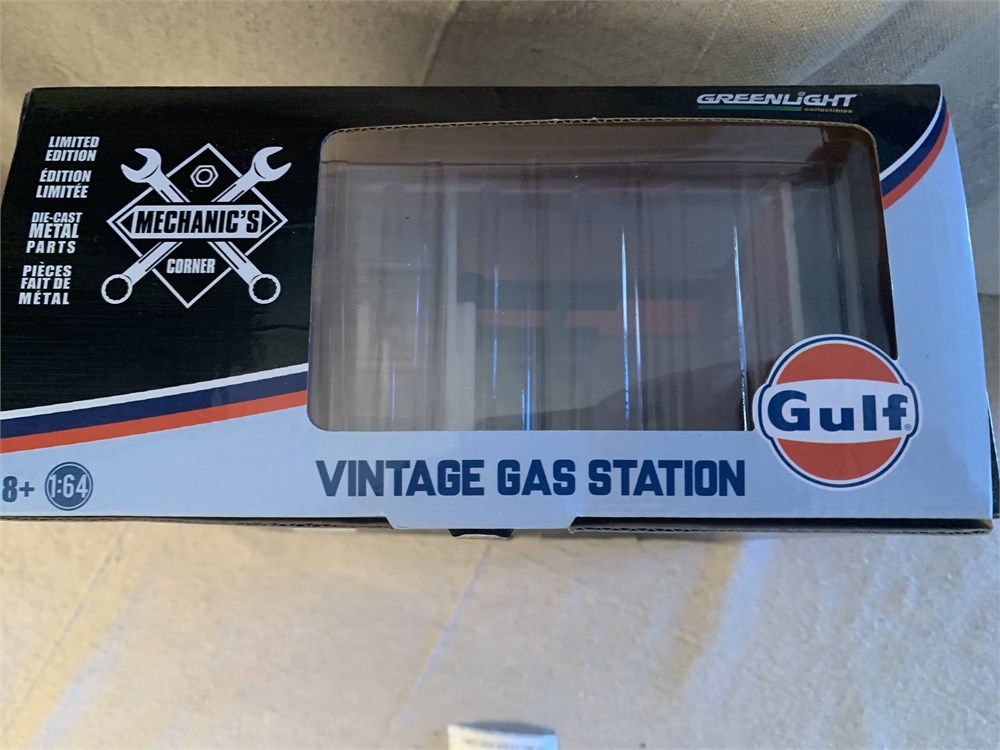 GREENLIGHT
collectibles
LIMITED
EDITION
ÉDITION
LIMITÉE
DIE-CAST
METAL
PARTS
PIÈCES
FAIT DE
MÉTAL
MECHANIC'S
CORNER
Gulf
8+
1:64
VINTAGE GAS STATION